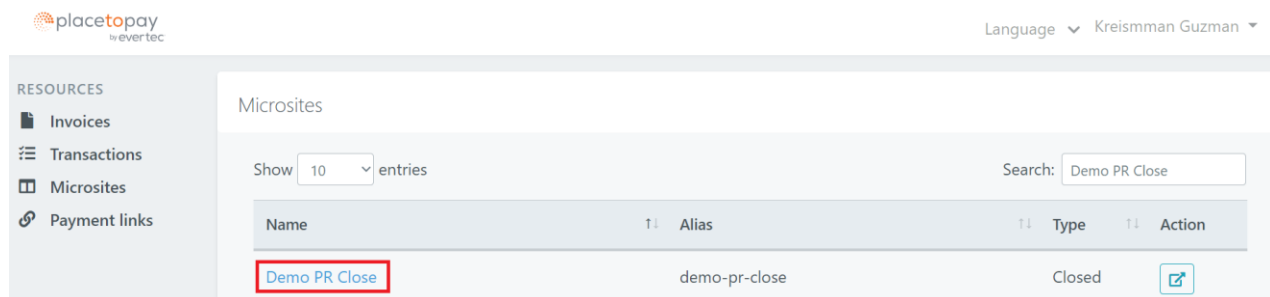 placetopay
by evertec
Language Kreismman Guzman
RESOURCES
Invoices
Transactions
Microsites
Payment links
Microsites
Show 10 entries Search: Demo PR Close
Name Alias Type Action
Demo PR Close demo-pr-close Closed